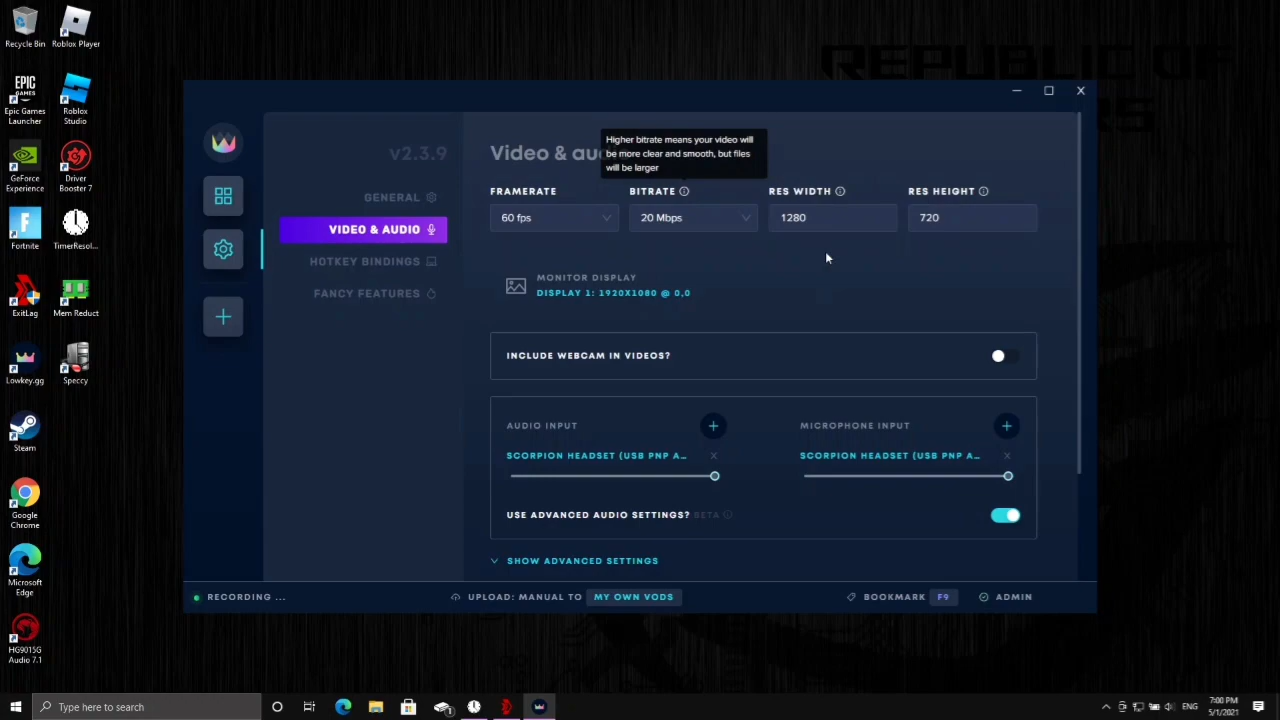 Recycle Bin
Roblox Player
EPIC
GAMES
Epic Games
Launcher
Roblox
Studio
GeForce
Experience
Driver
Booster 7
Fortnite
TimerResol...
ExitLag
Mem Reduct
Lowkey.gg
Speccy
Steam
Google
Chrome
Microsoft
Edge
HG9015G
Audio 7.1
REPUBLIC OF
v2.3.9
GENERAL
VIDEO & AUDIO
HOTKEY BINDINGS
FANCY FEATURES
Video & au
Higher bitrate means your video will
be more clear and smooth, but files
will be larger
FRAMERATE
BITRATE
RES WIDTH
RES HEIGHT
60 fps
20 Mbps
1280
720
MONITOR DISPLAY
DISPLAY 1: 1920X1080 @ 0,0
INCLUDE WEBCAM IN VIDEOS?
AUDIO INPUT
MICROPHONE INPUT
SCORPION HEADSET (USB PNP A... X
SCORPION HEADSET (USB PNP A... X
USE ADVANCED AUDIO SETTINGS? BETA
SHOW ADVANCED SETTINGS
RECORDING ...
UPLOAD: MANUAL TO MY OWN VODS
BOOKMARK F9
ADMIN
Type here to search
ENG
7:00 PM
5/1/2021